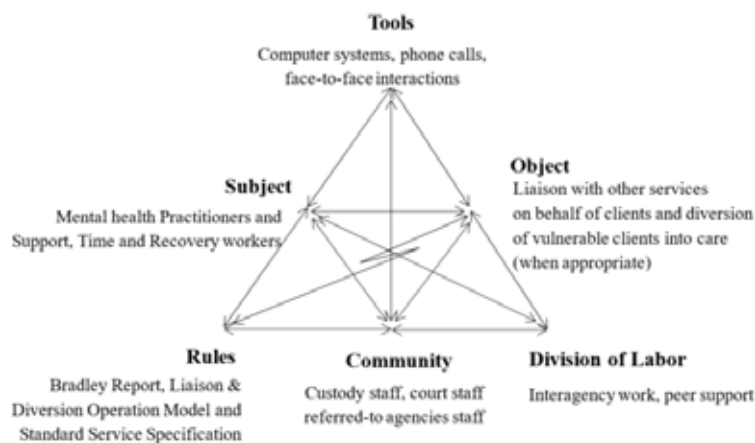 Tools
Computer systems, phone calls,
face-to-face interactions
Subject
Mental health Practitioners and
Support, Time and Recovery workers
Object
Liaison with other services
on behalf of clients and diversion
of vulnerable clients into care
(when appropriate)
Rules
Bradley Report, Liaison &
Diversion Operation Model and
Standard Service Specification
Community
Custody staff, court staff
referred-to agencies staff
Division of Labor
Interagency work, peer support